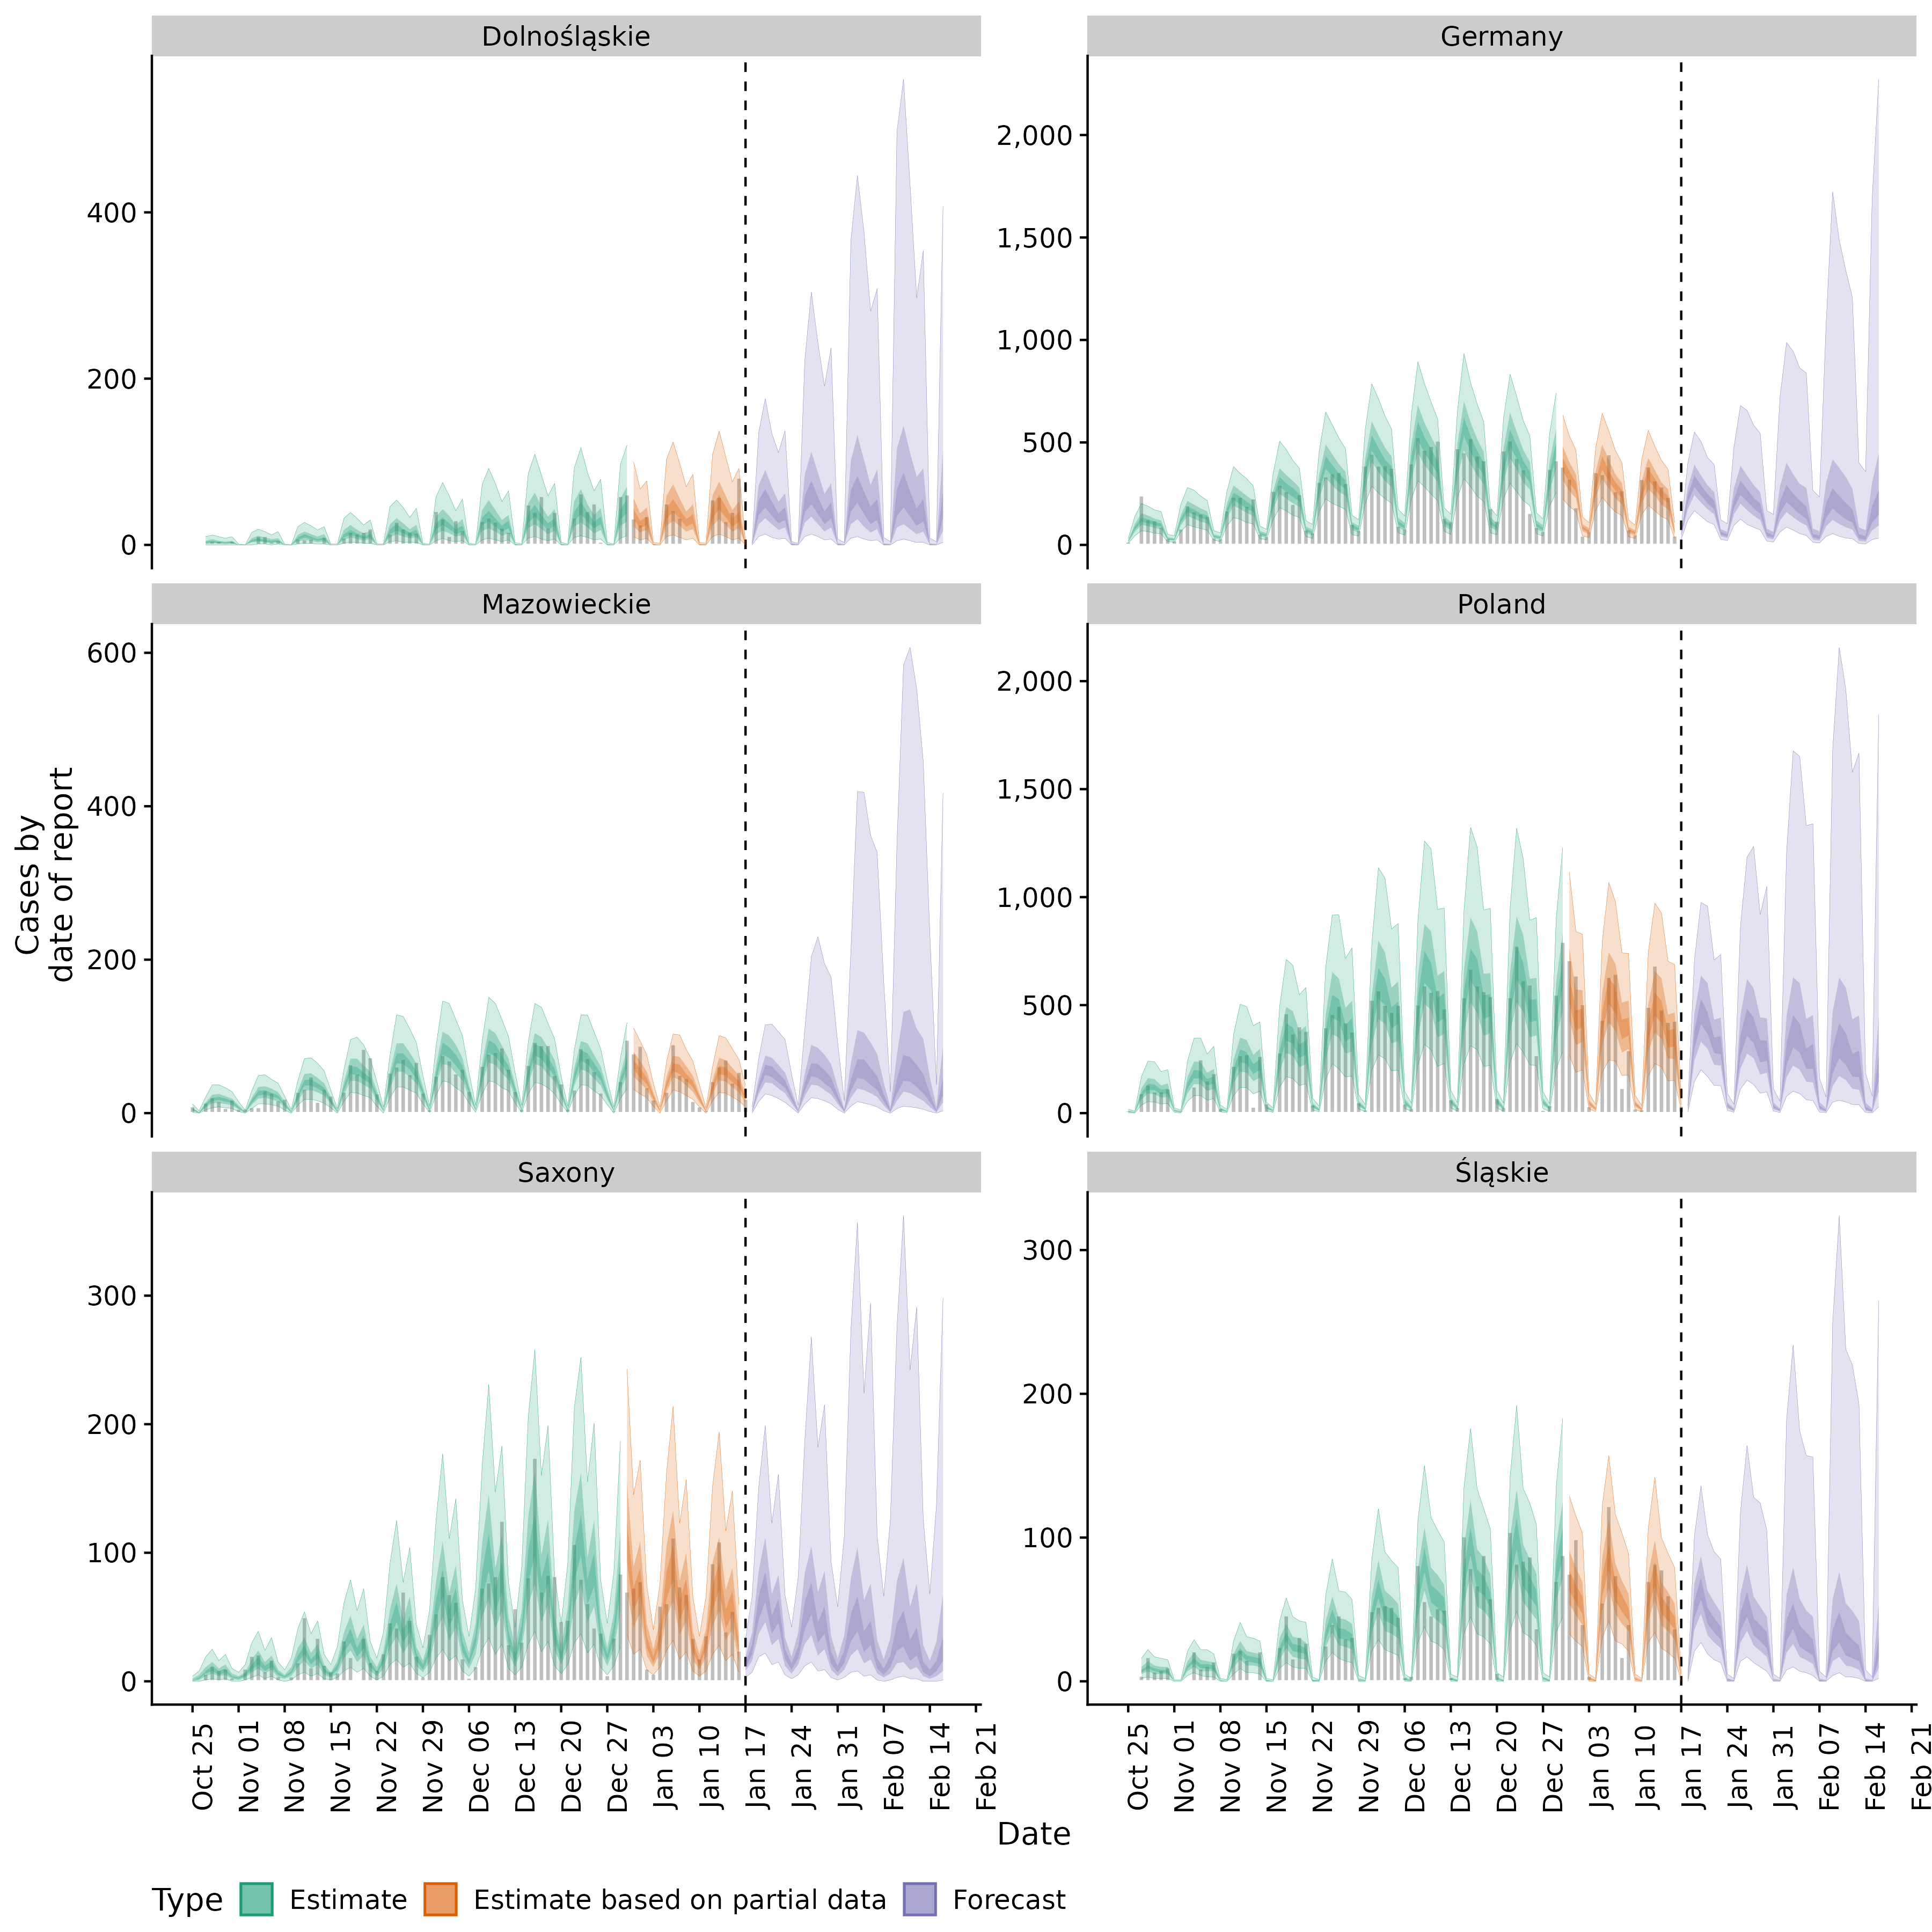 Dolnośląskie
Germany
400
200
0
2,000
1,500
1,000
500
0
Mazowieckie
Poland
600
400
200
0
2,000
1,500
1,000
500
0
Cases by
date of report
Saxony
Śląskie
300
200
100
0
300
200
100
0
Oct 25
Nov 01
Nov 08
Nov 15
Nov 22
Nov 29
Dec 06
Dec 13
Dec 20
Dec 27
Jan 03
Jan 10
Jan 17
Jan 24
Jan 31
Feb 07
Feb 14
Feb 21
Oct 25
Nov 01
Nov 08
Nov 15
Nov 22
Nov 29
Dec 06
Dec 13
Dec 20
Dec 27
Jan 03
Jan 10
Jan 17
Jan 24
Jan 31
Feb 07
Feb 14
Feb 21
Date
Type Estimate Estimate based on partial data Forecast